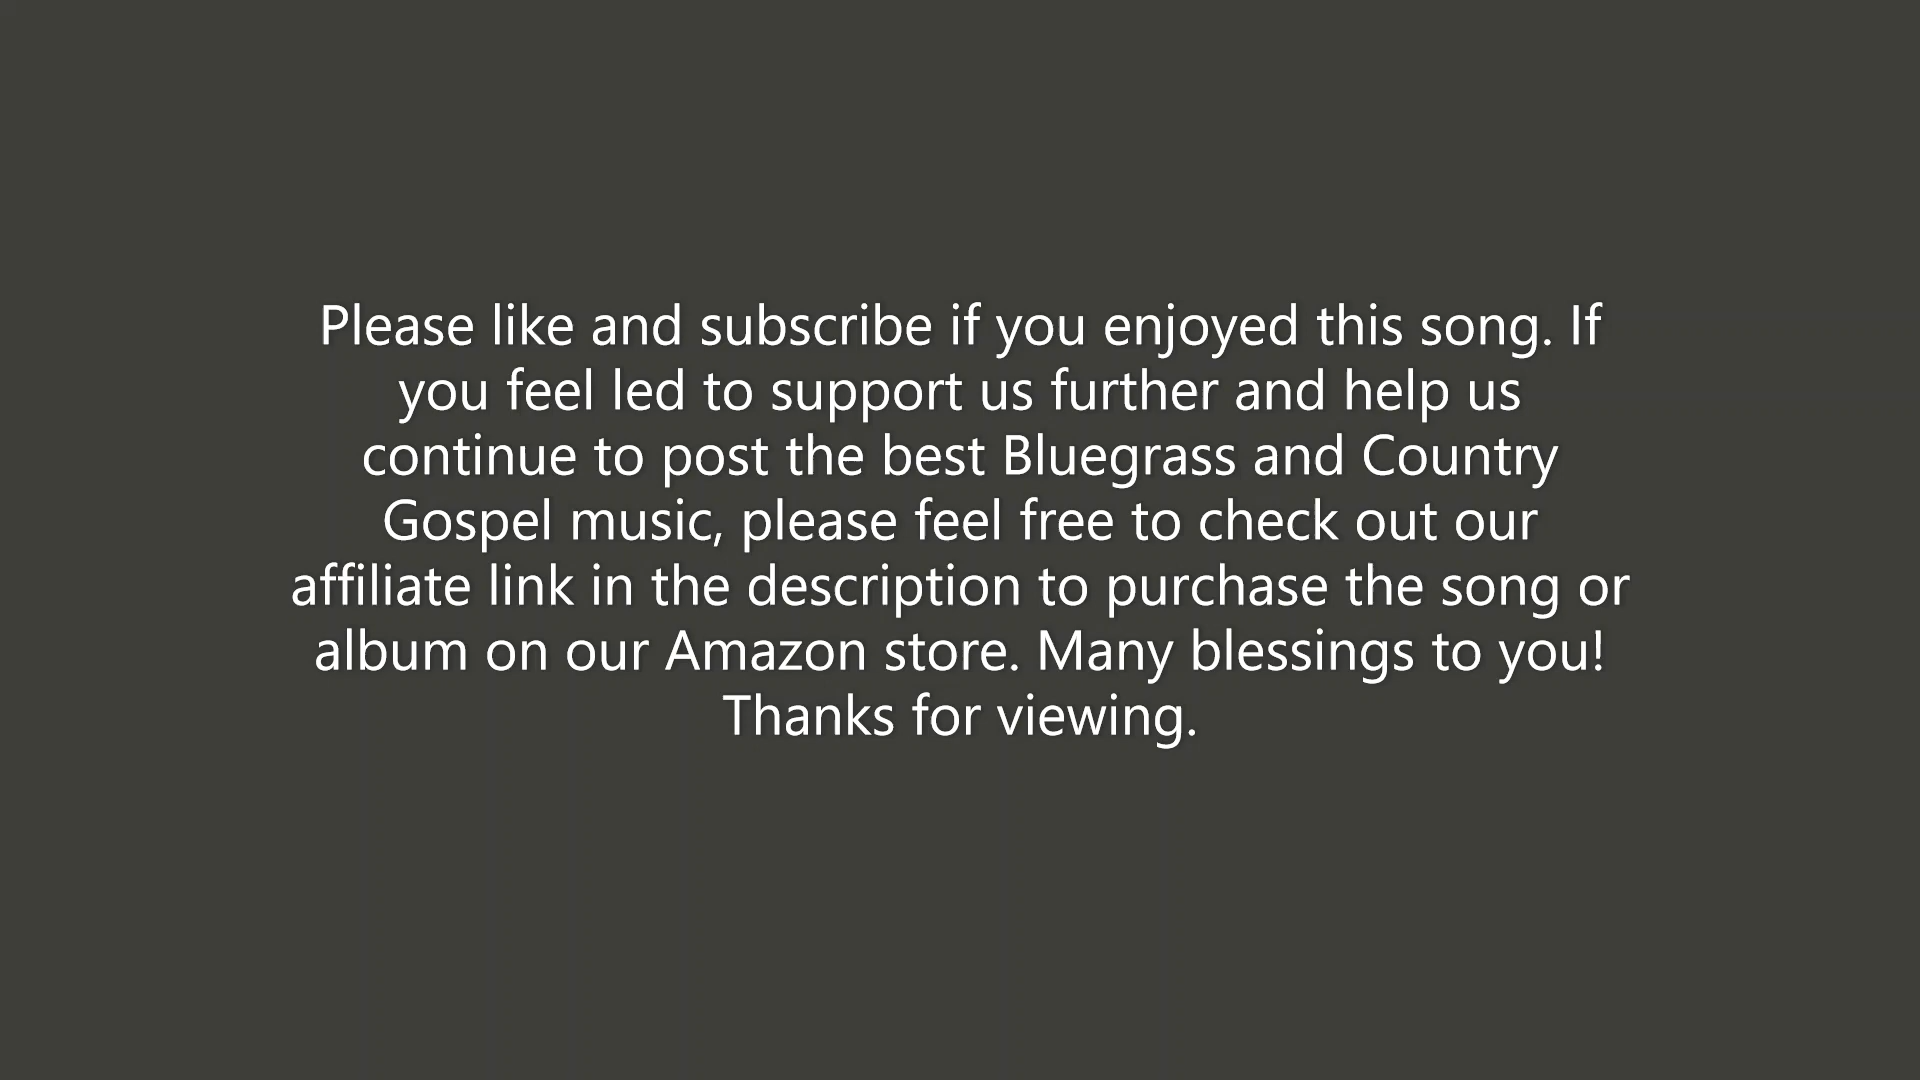 Please like and subscribe if you enjoyed this song. If
you feel led to support us further and help us
continue to post the best Bluegrass and Country
Gospel music, please feel free to check out our
affiliate link in the description to purchase the song or
album on our Amazon store. Many blessings to you!
Thanks for viewing.